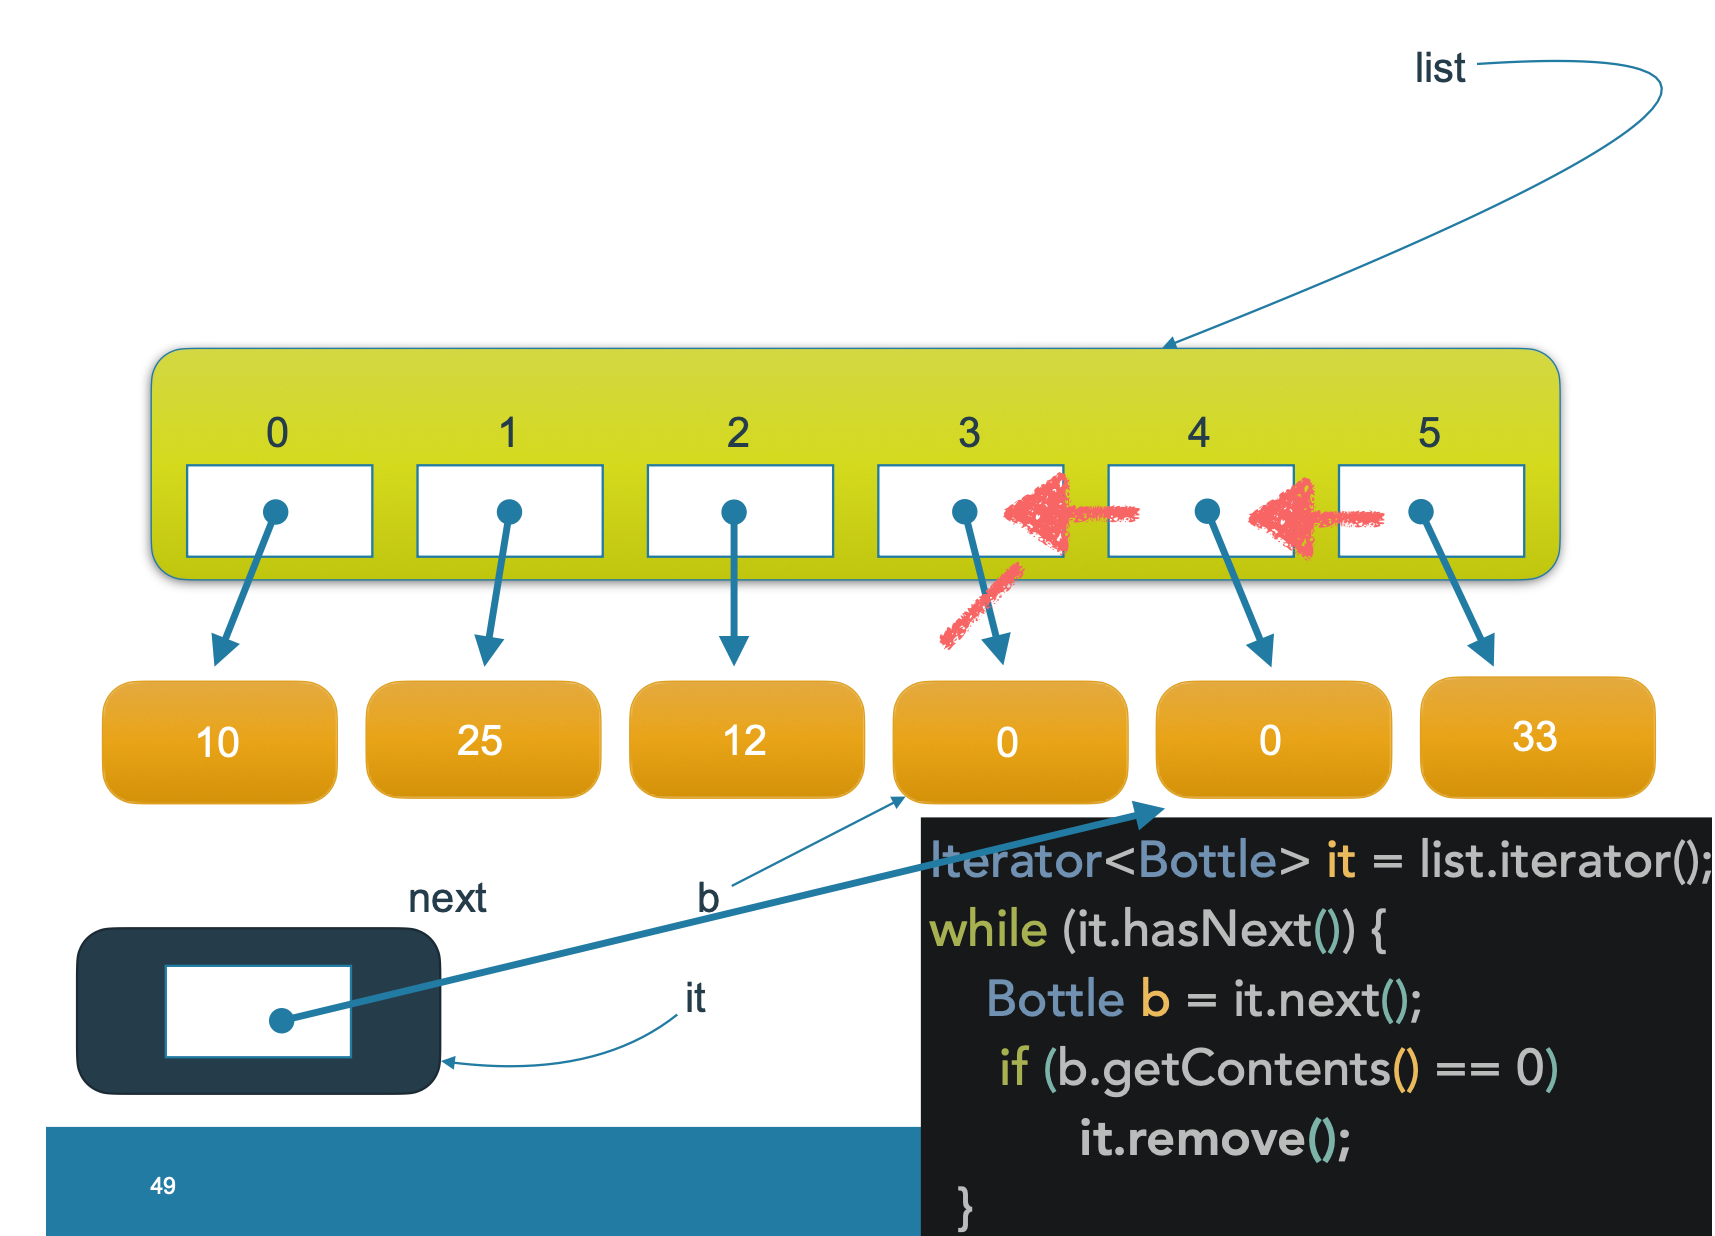 list
0 1 2 3 4 5
10 25 12 0 0 33
next b
it
Iterator<Bottle> it = list.iterator();
while (it.hasNext()) {
Bottle b = it.next();
if (b.getContents() == 0)
it.remove();
}
49